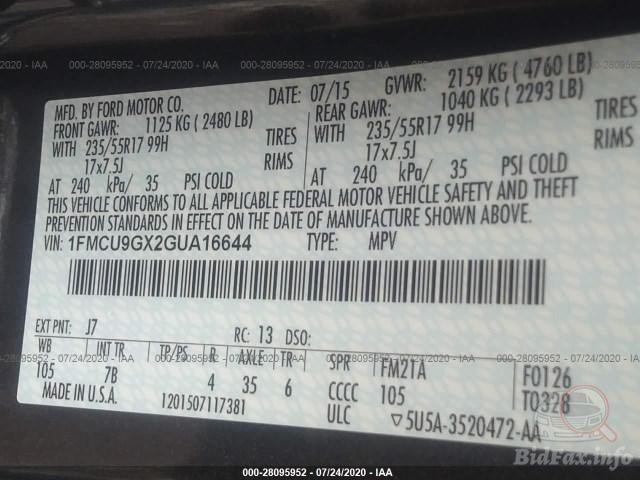 000-28095952 - 07/24/2020 - IAA
MFD. BY FORD MOTOR CO.
DATE: 07/15
GVWR: 2159 KG ( 4760 LB)
FRONT GAWR: 1125 KG ( 2480 LB)
REAR GAWR: 1040 KG ( 2293 LB)
WITH 235/55R17 99H TIRES
WITH 235/55R17 99H TIRES
17x7.5J RIMS
17x7.5J RIMS
AT 240 kPa/ 35 PSI COLD
AT 240 kPa/ 35 PSI COLD
THIS VEHICLE CONFORMS TO ALL APPLICABLE FEDERAL MOTOR VEHICLE SAFETY AND THEFT
PREVENTION STANDARDS IN EFFECT ON THE DATE OF MANUFACTURE SHOWN ABOVE.
VIN: 1FMCU9GX2GUA16644
TYPE: MPV
EXT PNT: J7
RC: 13 DSO:
WB INT TR TP/PS R AXLE TR SPR FM21A F0126
105 7B 4 35 6 CCCC 105 T0328
MADE IN U.S.A. 1201507117381 ULC ▽5U5A-3520472-AA
BidFax.info
000-28095952 - 07/24/2020 - IAA